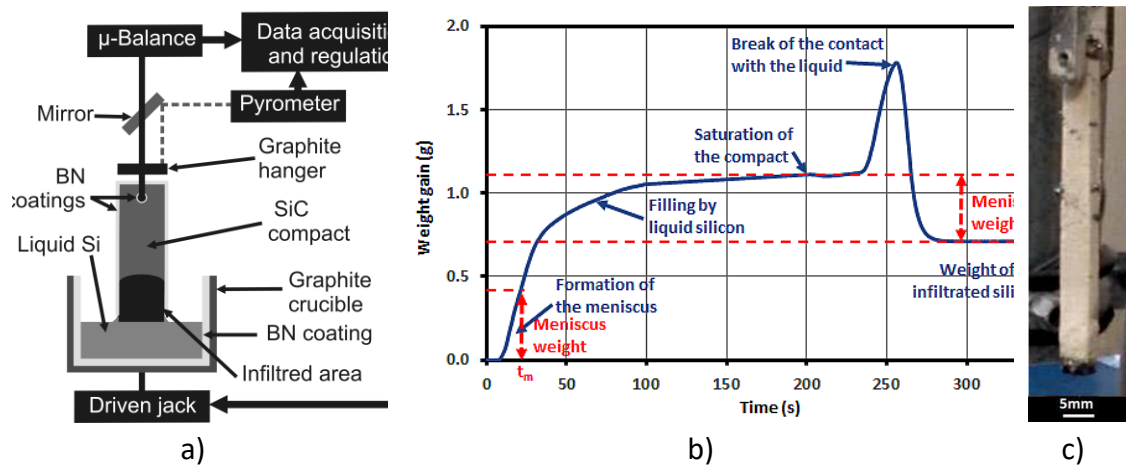 μ-Balance
Data acquisition
and regulation
Mirror
Pyrometer
Graphite
hanger
BN
coatings
SiC
compact
Liquid Si
Graphite
crucible
BN coating
Infiltred area
Driven jack
a)
Weight gain (g)
2.0
1.5
1.0
0.5
0.0
0
50
100
150
200
250
300
Time (s)
Break of the contact
with the liquid
Saturation of
the compact
Filling by
liquid silicon
Formation of
the meniscus
Meniscus
weight
tm
Menis
weight
Weight of
infiltrated sili
b)
5mm
c)